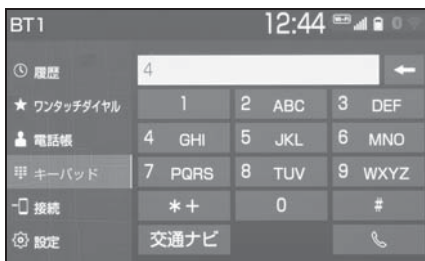 BT1 12:44 Wi-Fi
履歴 4
★ ワンタッチダイヤル 1 2 ABC 3 DEF
電話帳 4 GHI 5 JKL 6 MNO
キーパッド 7 PQRS 8 TUV 9 WXYZ
接続 *+ 0 #
設定 交通ナビ